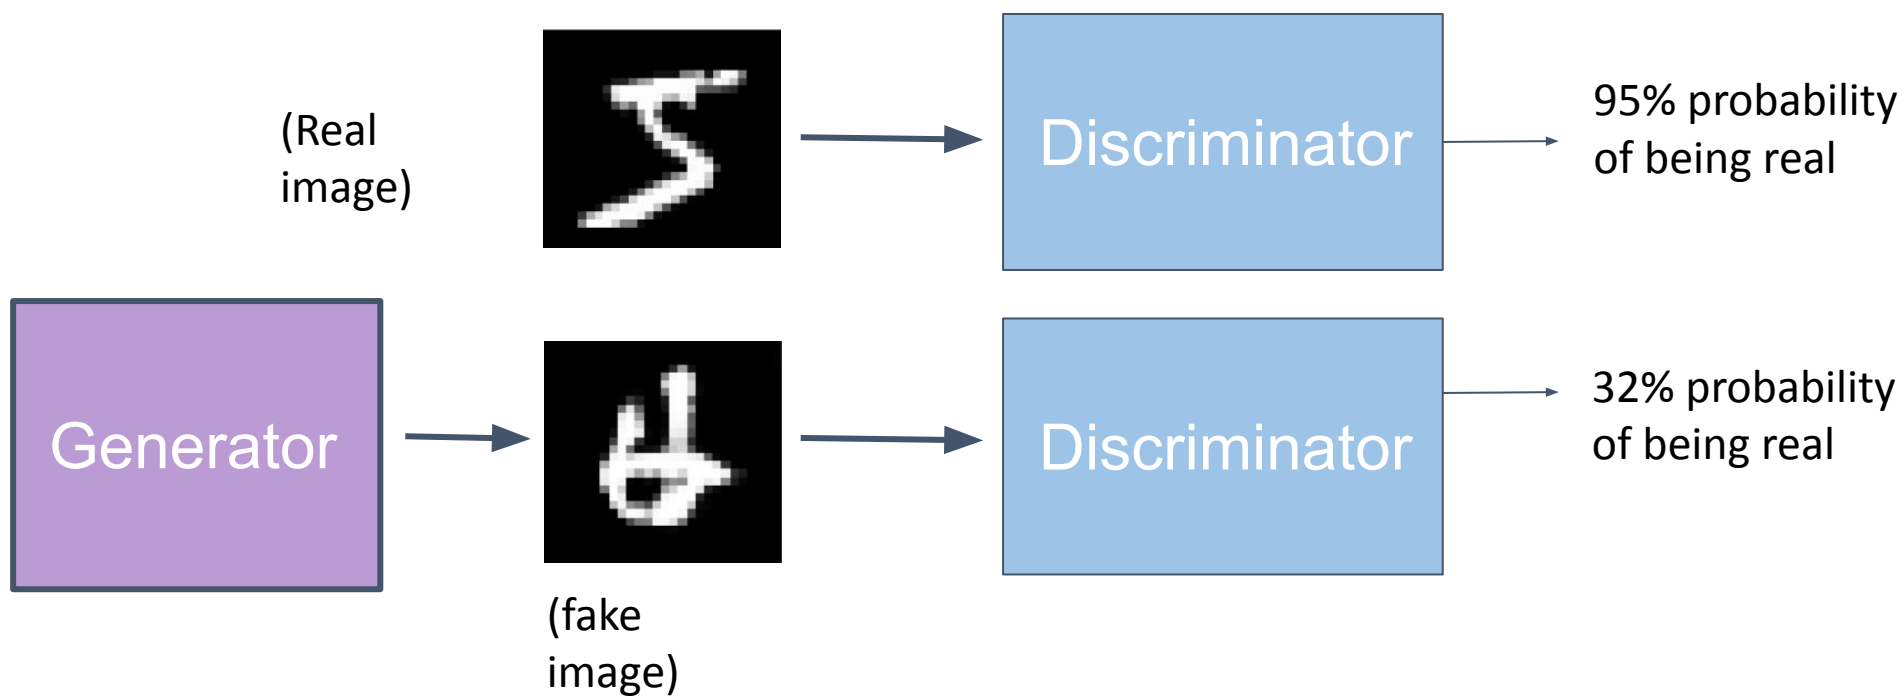 (Real
image)
Discriminator
95% probability
of being real
Generator
Discriminator
32% probability
of being real
(fake
image)